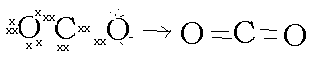 O C O → O=C=O